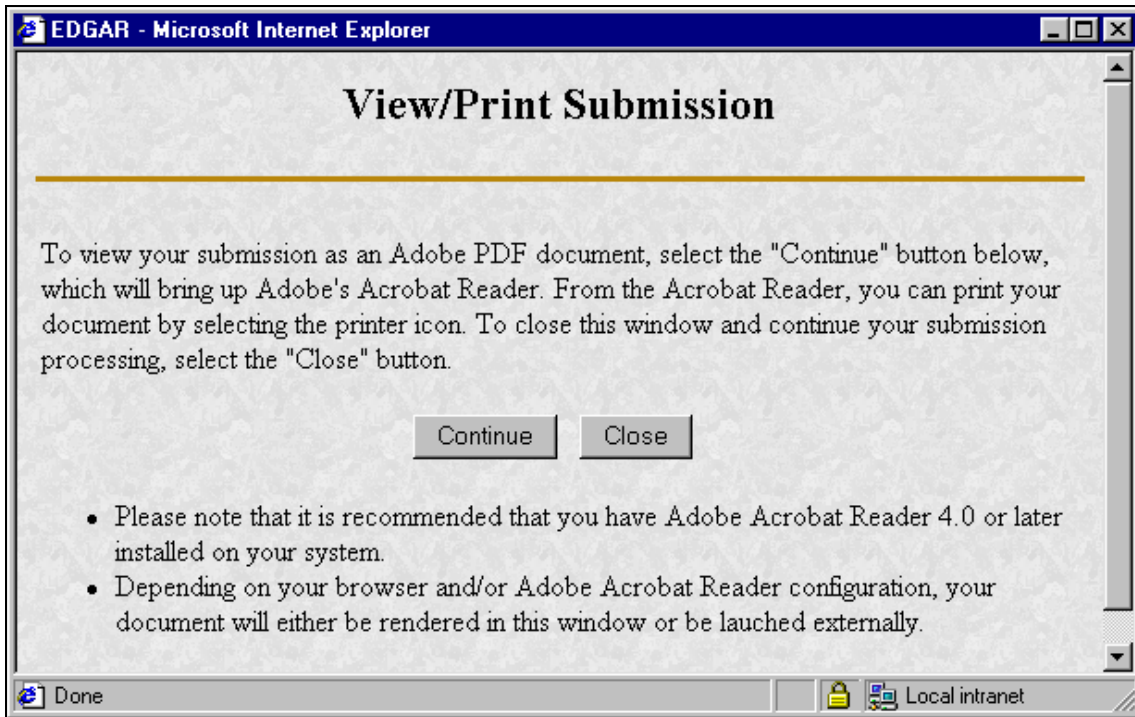 EDGAR - Microsoft Internet Explorer
View/Print Submission
To view your submission as an Adobe PDF document, select the "Continue" button below,
which will bring up Adobe's Acrobat Reader. From the Acrobat Reader, you can print your
document by selecting the printer icon. To close this window and continue your submission
processing, select the "Close" button.
Continue Close
• Please note that it is recommended that you have Adobe Acrobat Reader 4.0 or later
installed on your system.
• Depending on your browser and/or Adobe Acrobat Reader configuration, your
document will either be rendered in this window or be lauched externally.
Done Local intranet